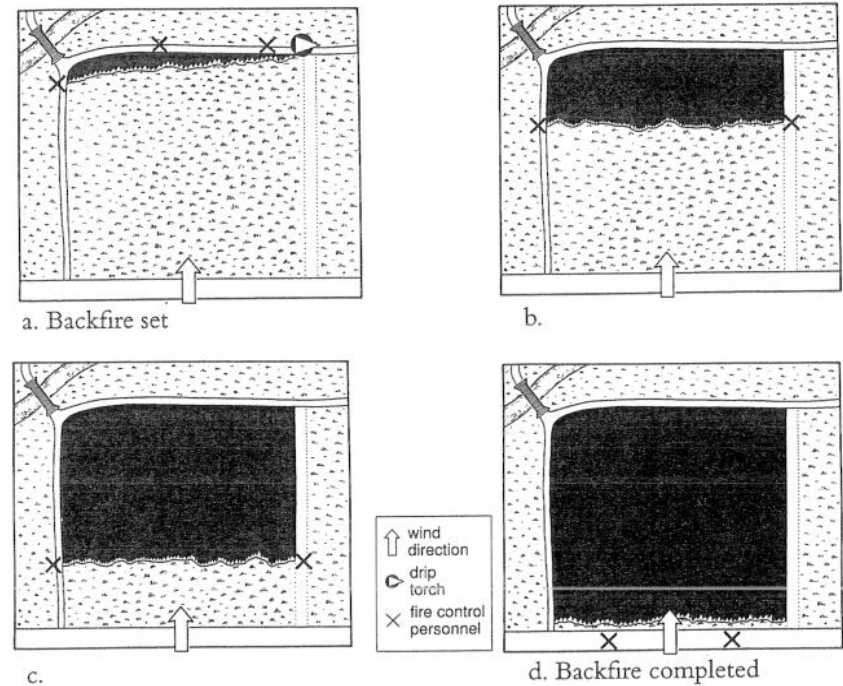 a. Backfire set
b.
c.
wind
direction
drip
torch
fire control
personnel
d. Backfire completed